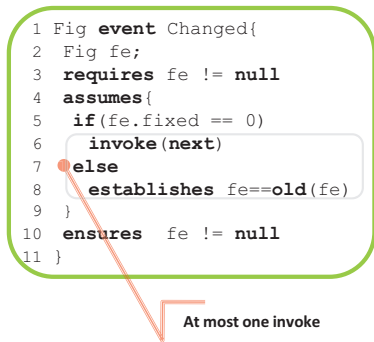 1 Fig event Changed{
2 Fig fe;
3 requires fe != null
4 assumes{
5 if(fe.fixed == 0)
6 invoke(next)
7 else
8 establishes fe==old(fe)
9 }
10 ensures fe != null
11 }
At most one invoke